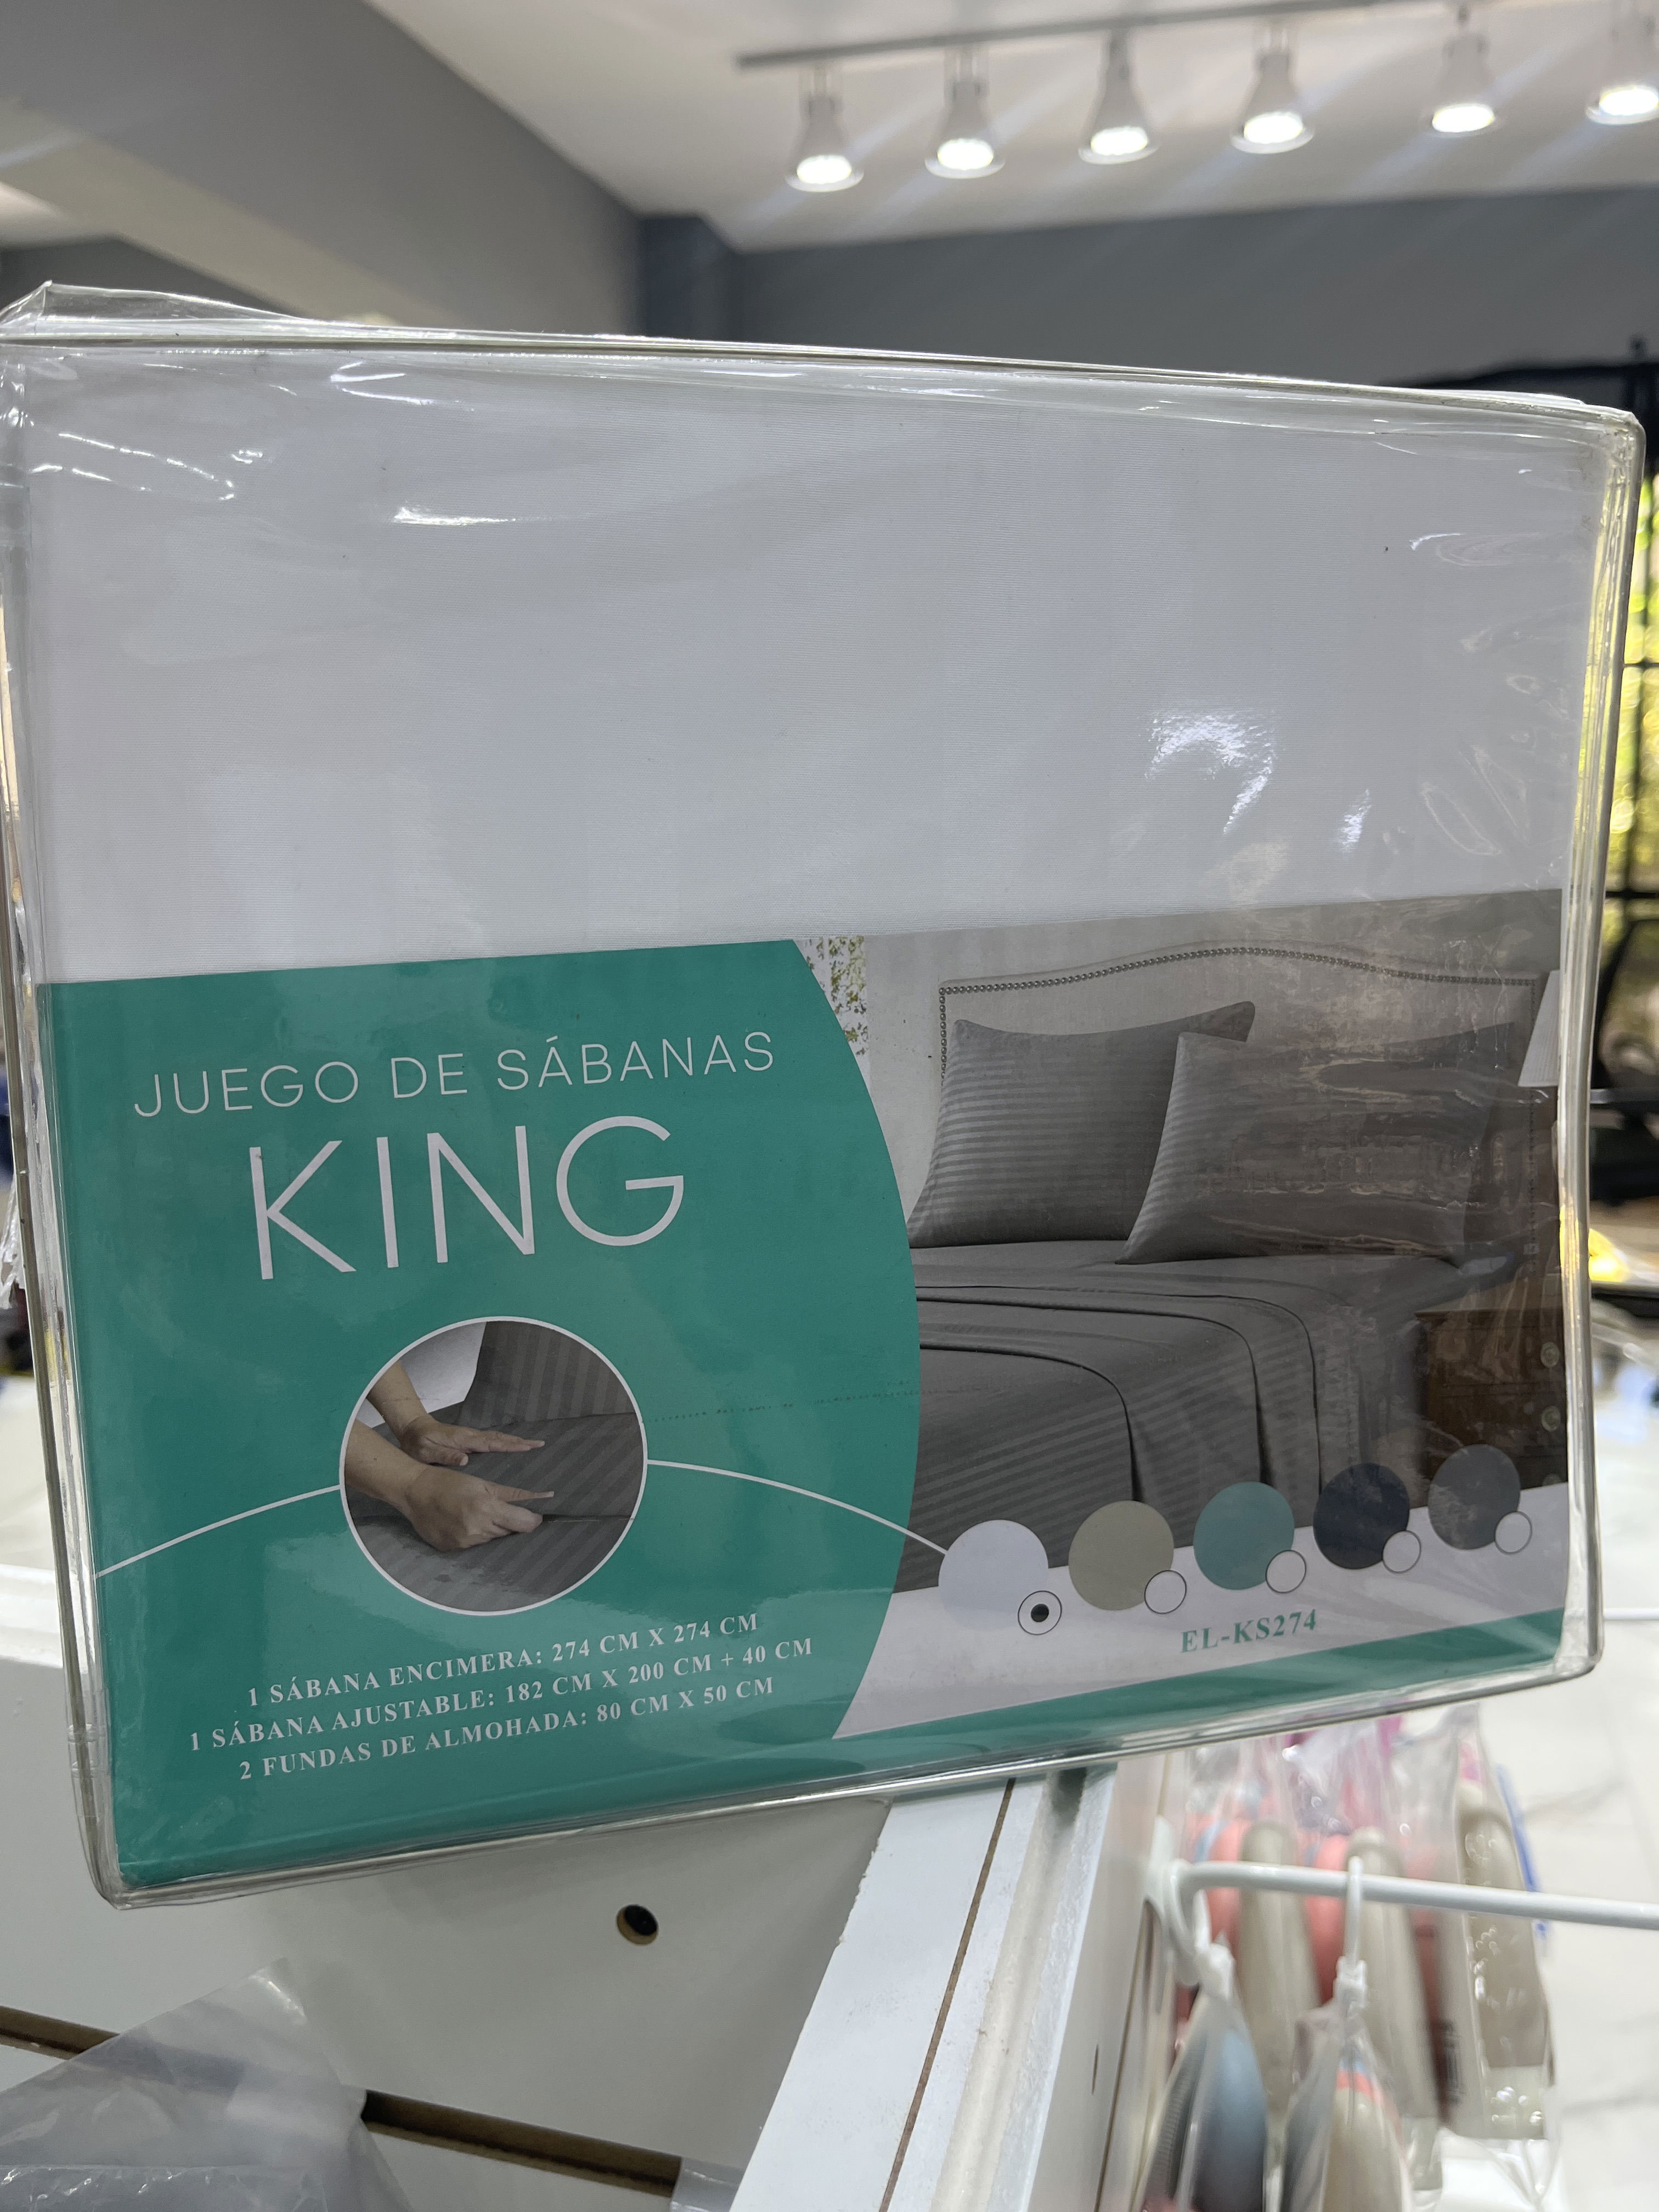 JUEGO DE SÁBANAS
KING
1 SÁBANA ENCIMERA: 274 CM X 274 CM
1 SÁBANA AJUSTABLE: 182 CM X 200 CM + 40 CM
2 FUNDAS DE ALMOHADA: 80 CM X 50 CM
EL-KS274